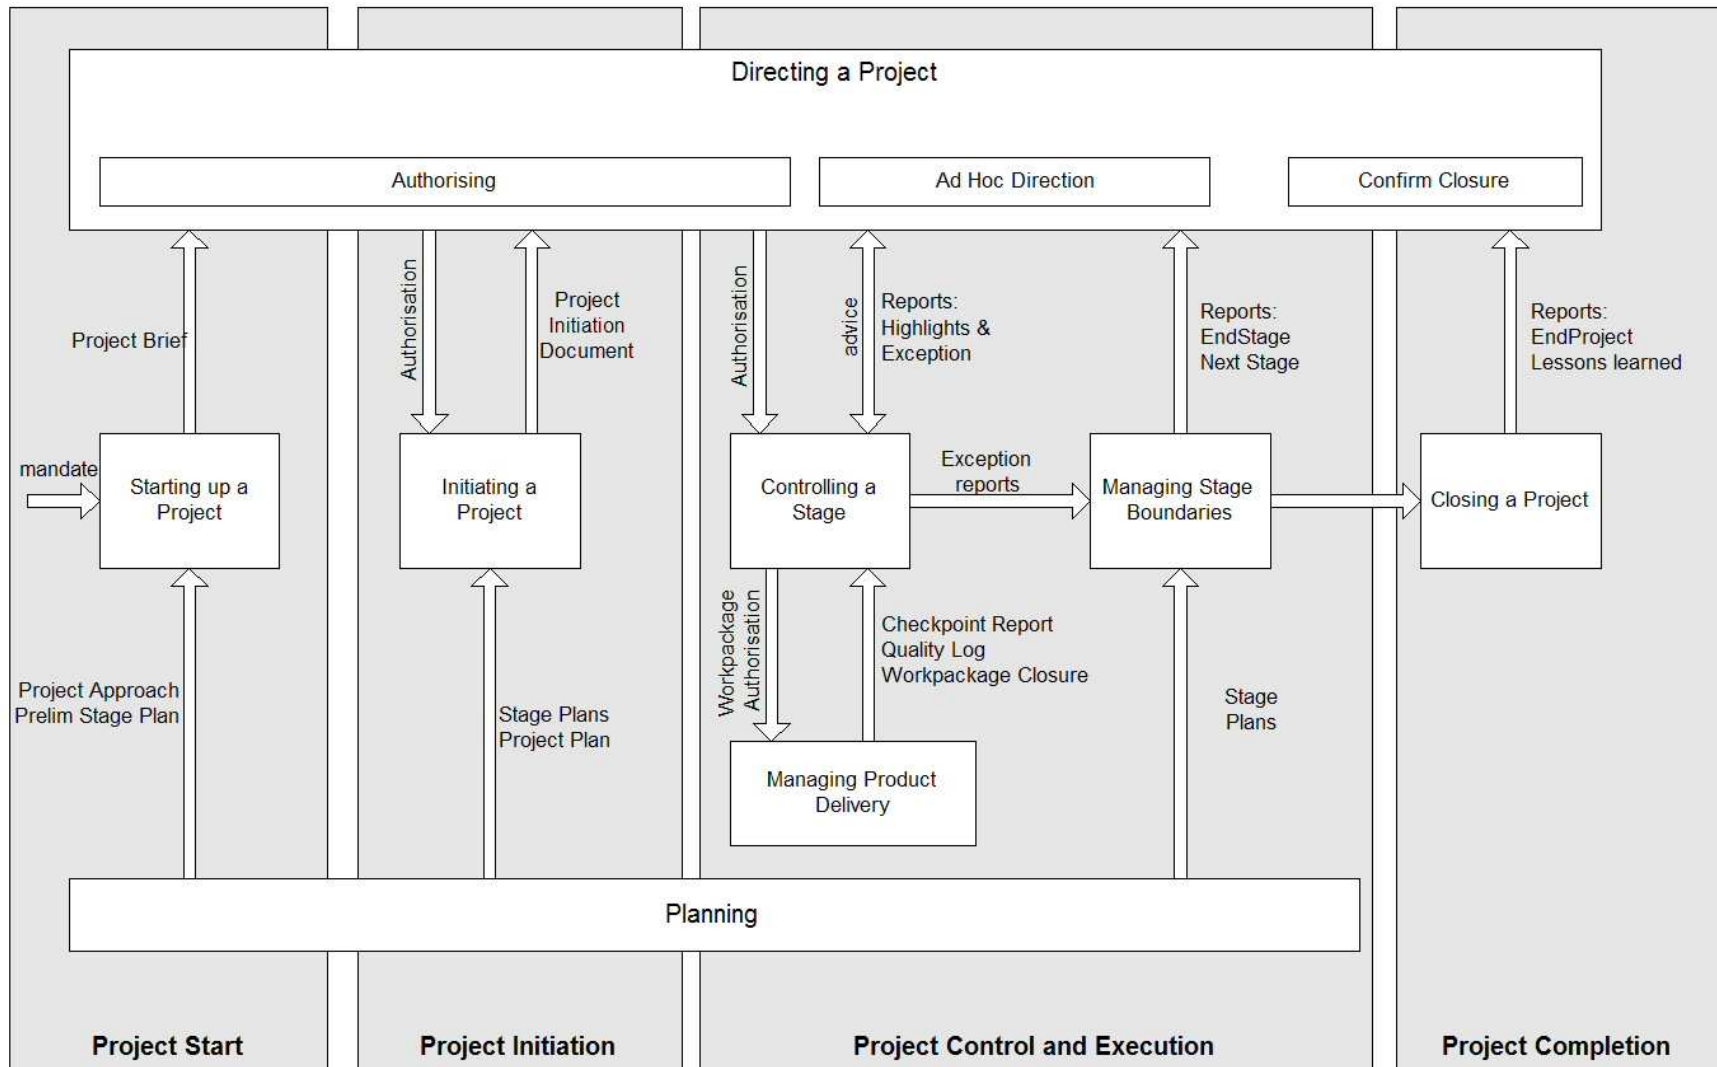 Directing a Project
Authorising
Ad Hoc Direction
Confirm Closure
Project Brief
Authorisation
Project
Initiation
Document
Authorisation
advice
Reports:
Highlights &
Exception
Reports:
EndStage
Next Stage
Reports:
EndProject
Lessons learned
mandate
Starting up a
Project
Initiating a
Project
Controlling a
Stage
Exception
reports
Managing Stage
Boundaries
Closing a Project
Project Approach
Prelim Stage Plan
Stage Plans
Project Plan
Workpackage
Authorisation
Checkpoint Report
Quality Log
Workpackage Closure
Stage
Plans
Managing Product
Delivery
Planning
Project Start
Project Initiation
Project Control and Execution
Project Completion